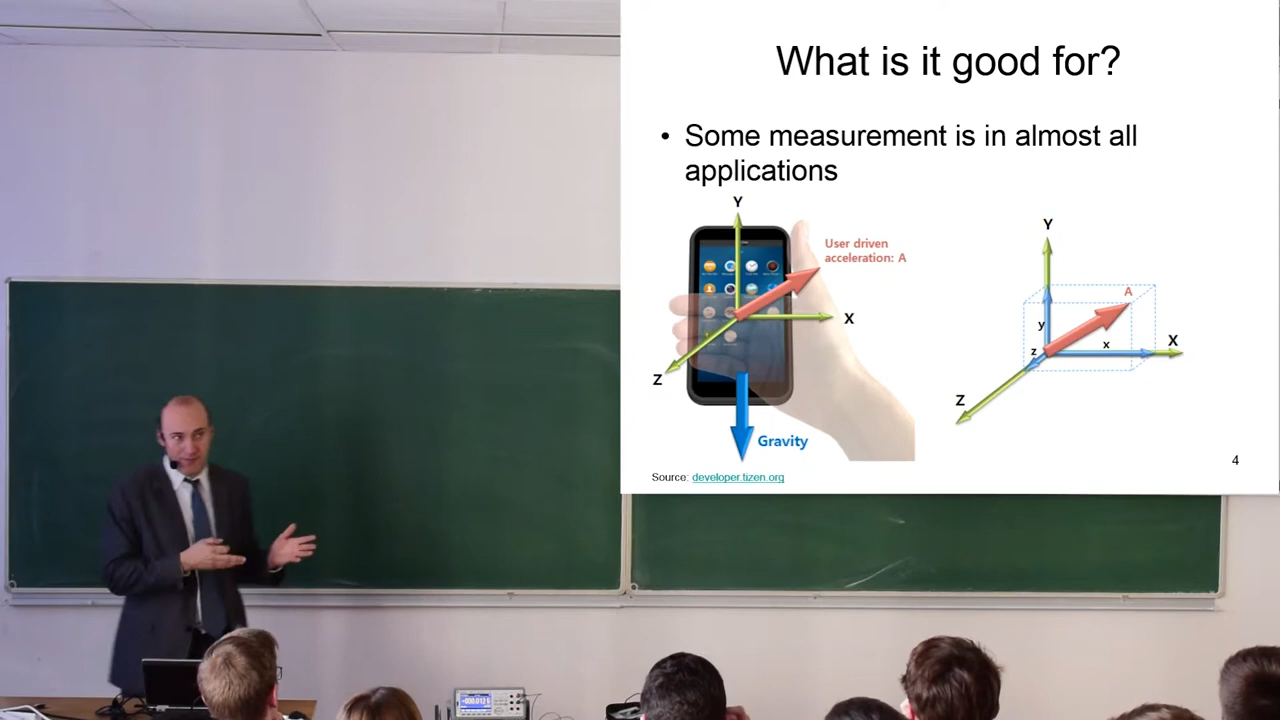 What is it good for?
• Some measurement is in almost all
applications
Y
User driven
acceleration: A
X
Z
Gravity
Y
A
y
x
X
z
Z
4
Source: developer.tizen.org